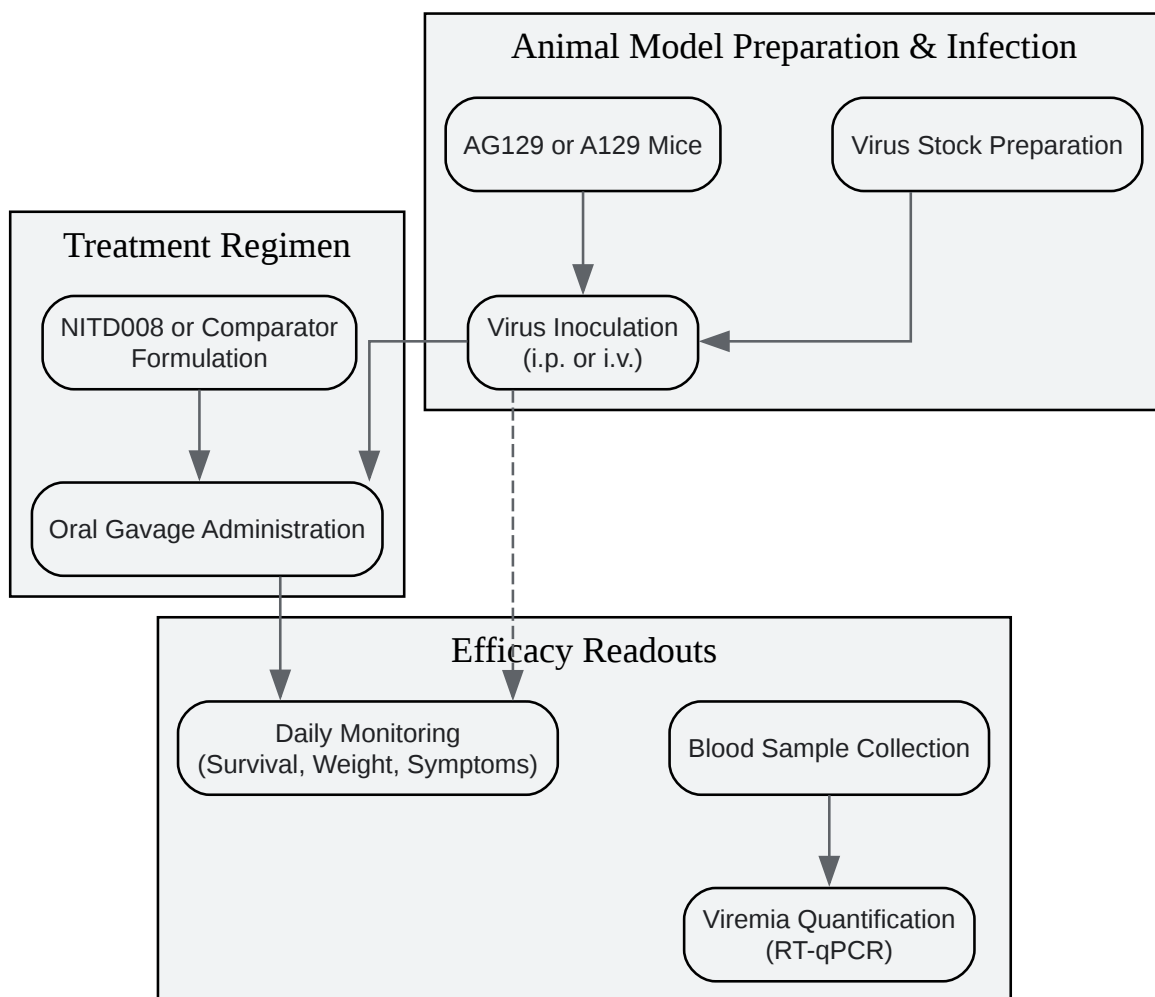 Animal Model Preparation & Infection
AG129 or A129 Mice
Virus Stock Preparation
Treatment Regimen
NITD008 or Comparator
Formulation
Virus Inoculation
(i.p. or i.v.)
Oral Gavage Administration
Efficacy Readouts
Daily Monitoring
(Survival, Weight, Symptoms)
Blood Sample Collection
Viremia Quantification
(RT-qPCR)